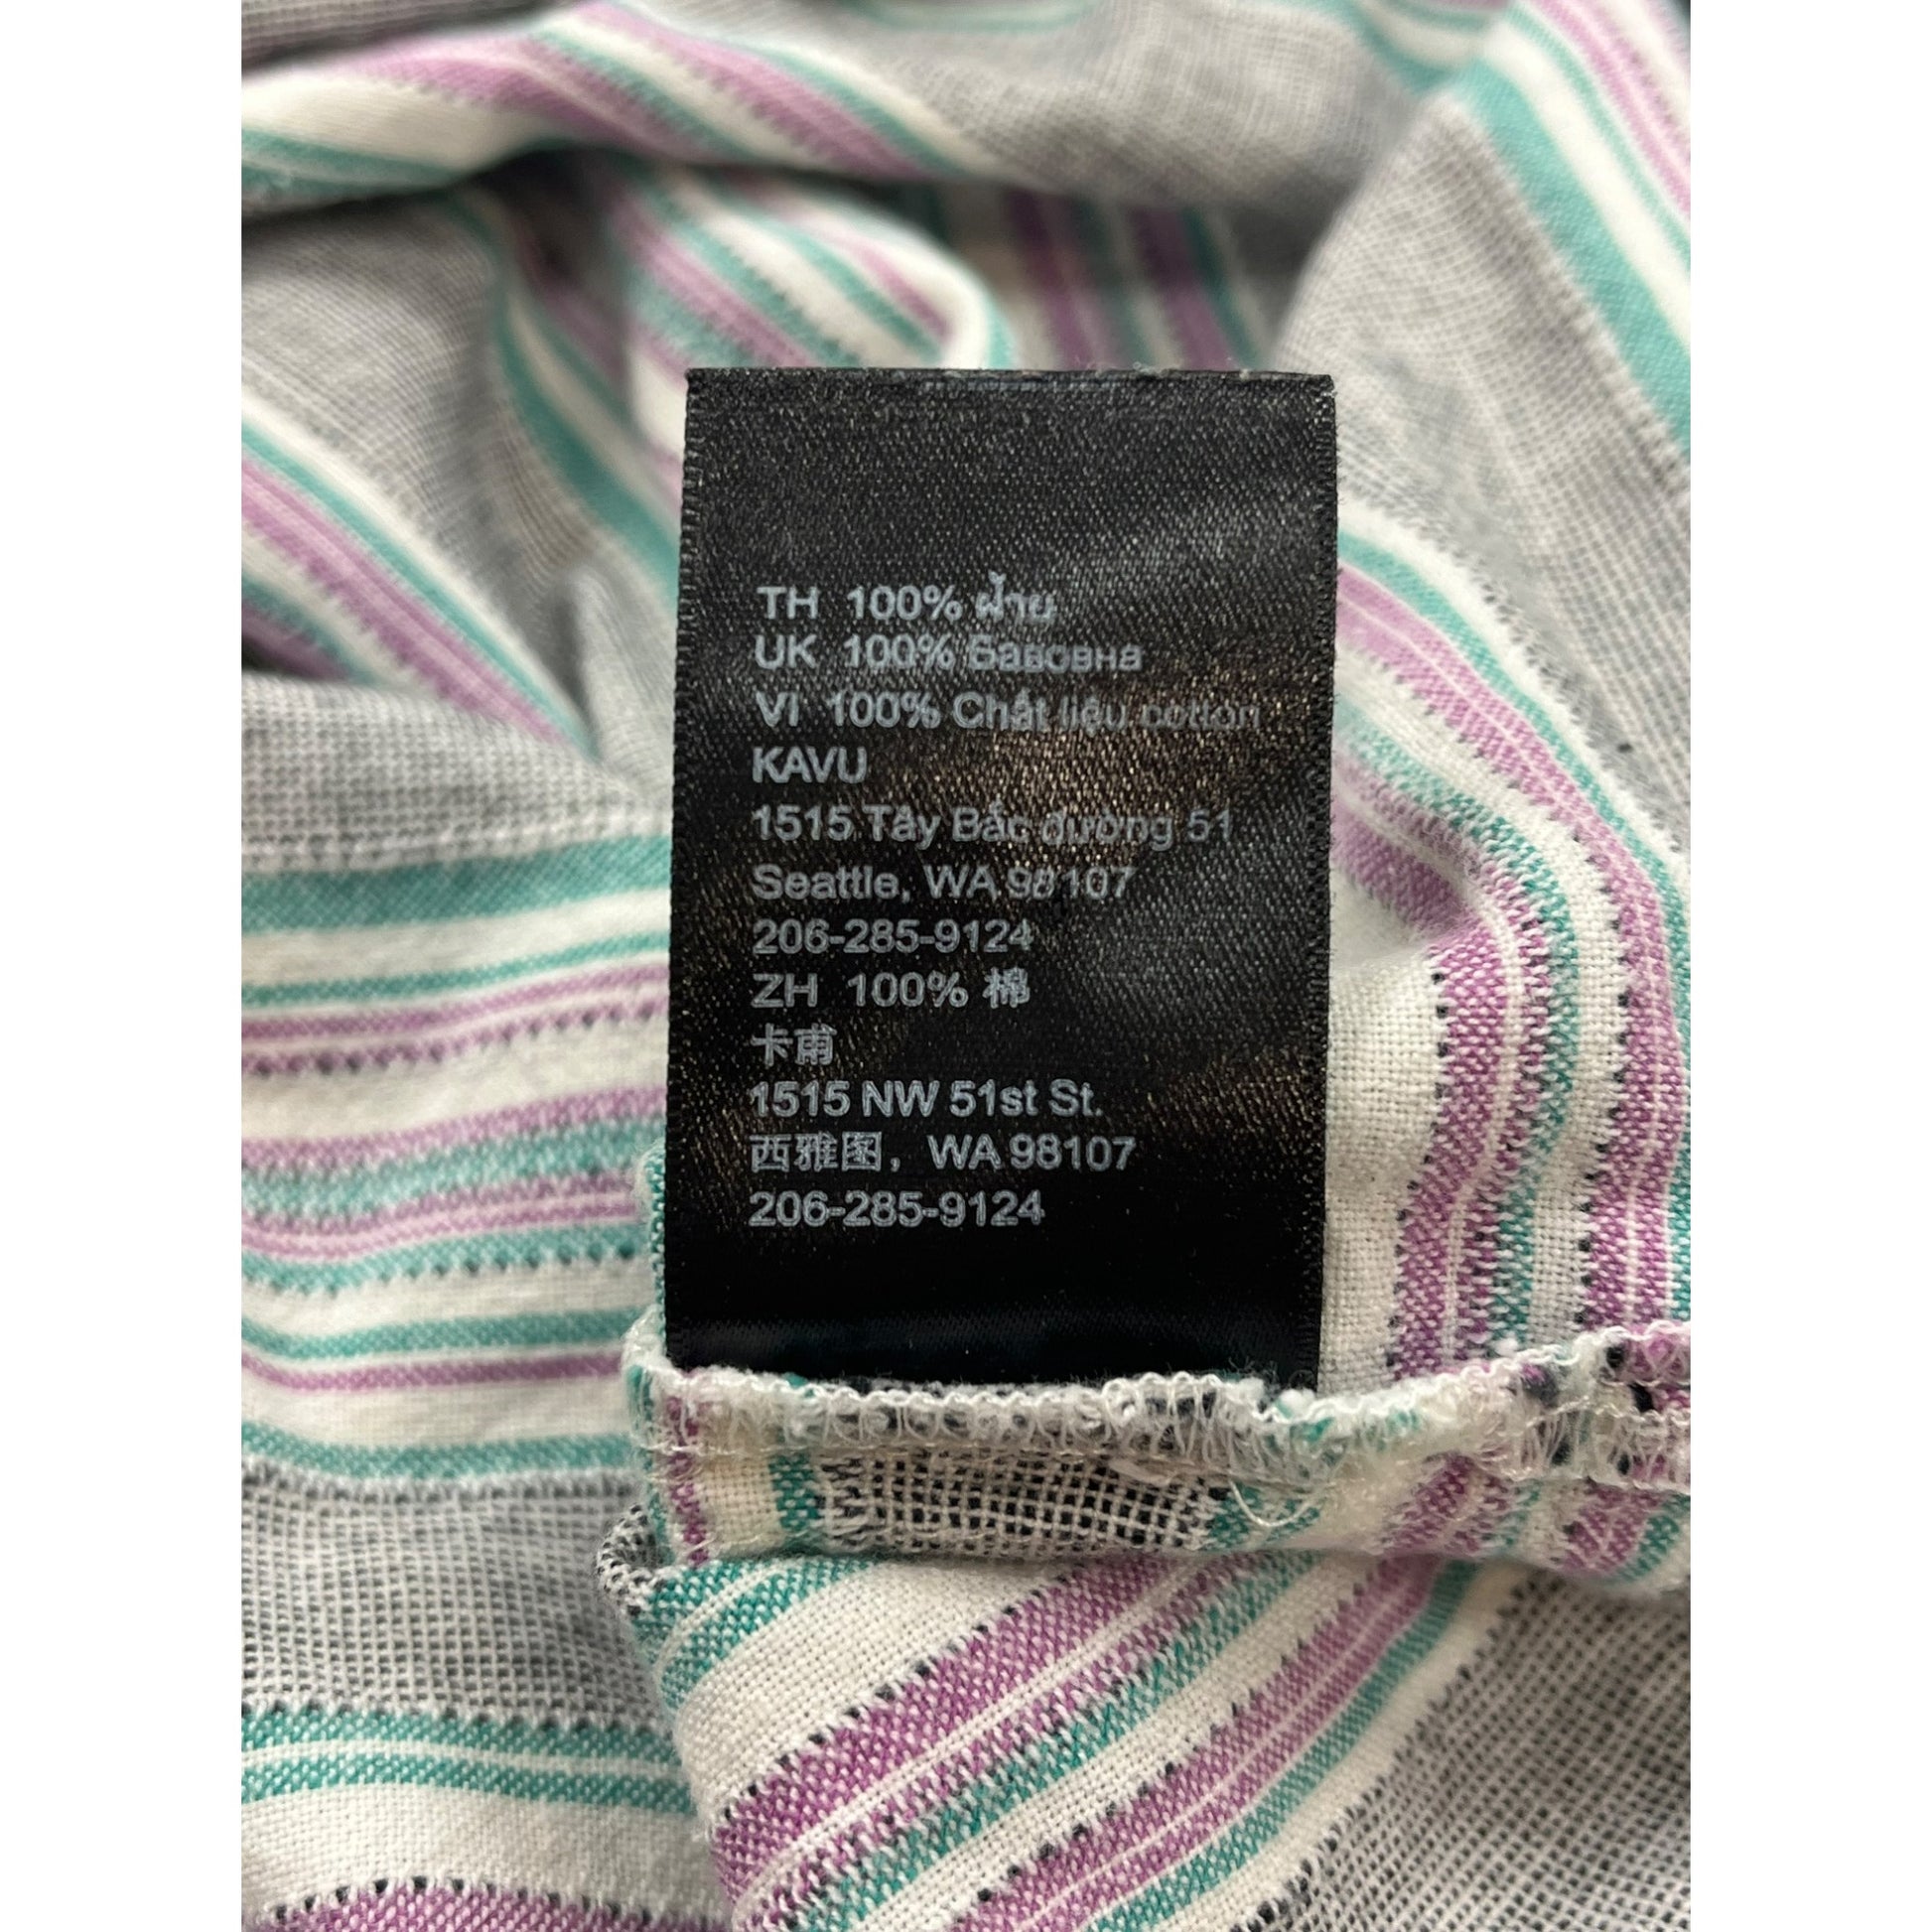 TH 100% ฝ้าย
UK 100% бавовна
VI 100% Chất liệu cotton
KAVU
1515 Tây Bắc đường 51
Seattle, WA 98107
206-285-9124
ZH 100% 棉
卡甫
1515 NW 51st St.
西雅图，WA 98107
206-285-9124